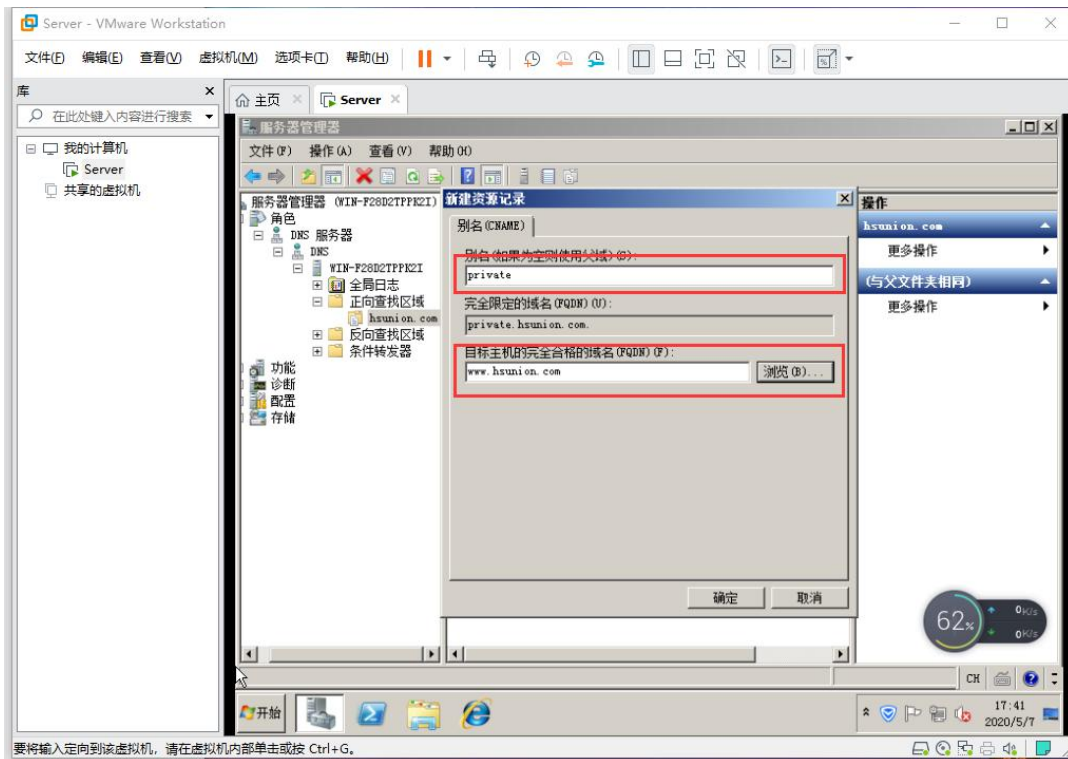 Server - VMware Workstation
文件(F) 编辑(E) 查看(V) 虚拟机(M) 选项卡(T) 帮助(H)
库
在此处键入内容进行搜索
我的计算机
Server
共享的虚拟机
主页
Server
服务器管理器
文件(F) 操作(A) 查看(V) 帮助(H)
服务器管理器 (WIN-F28D2TPPK2I)
角色
DNS 服务器
DNS
WIN-F28D2TPPK2I
全局日志
正向查找区域
hsunion.com
反向查找区域
条件转发器
功能
诊断
配置
存储
新建资源记录
别名(CNAME)
别名(如果为空则使用父域)(S):
private
完全限定的域名(FQDN)(U):
private.hsunion.com.
目标主机的完全合格的域名(FQDN)(F):
www.hsunion.com
浏览(B)...
确定 取消
操作
hsunion.com
更多操作
(与父文件夹相同)
更多操作
62%
0K/s
0K/s
CH
开始
17:41
2020/5/7
要将输入定向到该虚拟机，请在虚拟机内部单击或按 Ctrl+G。